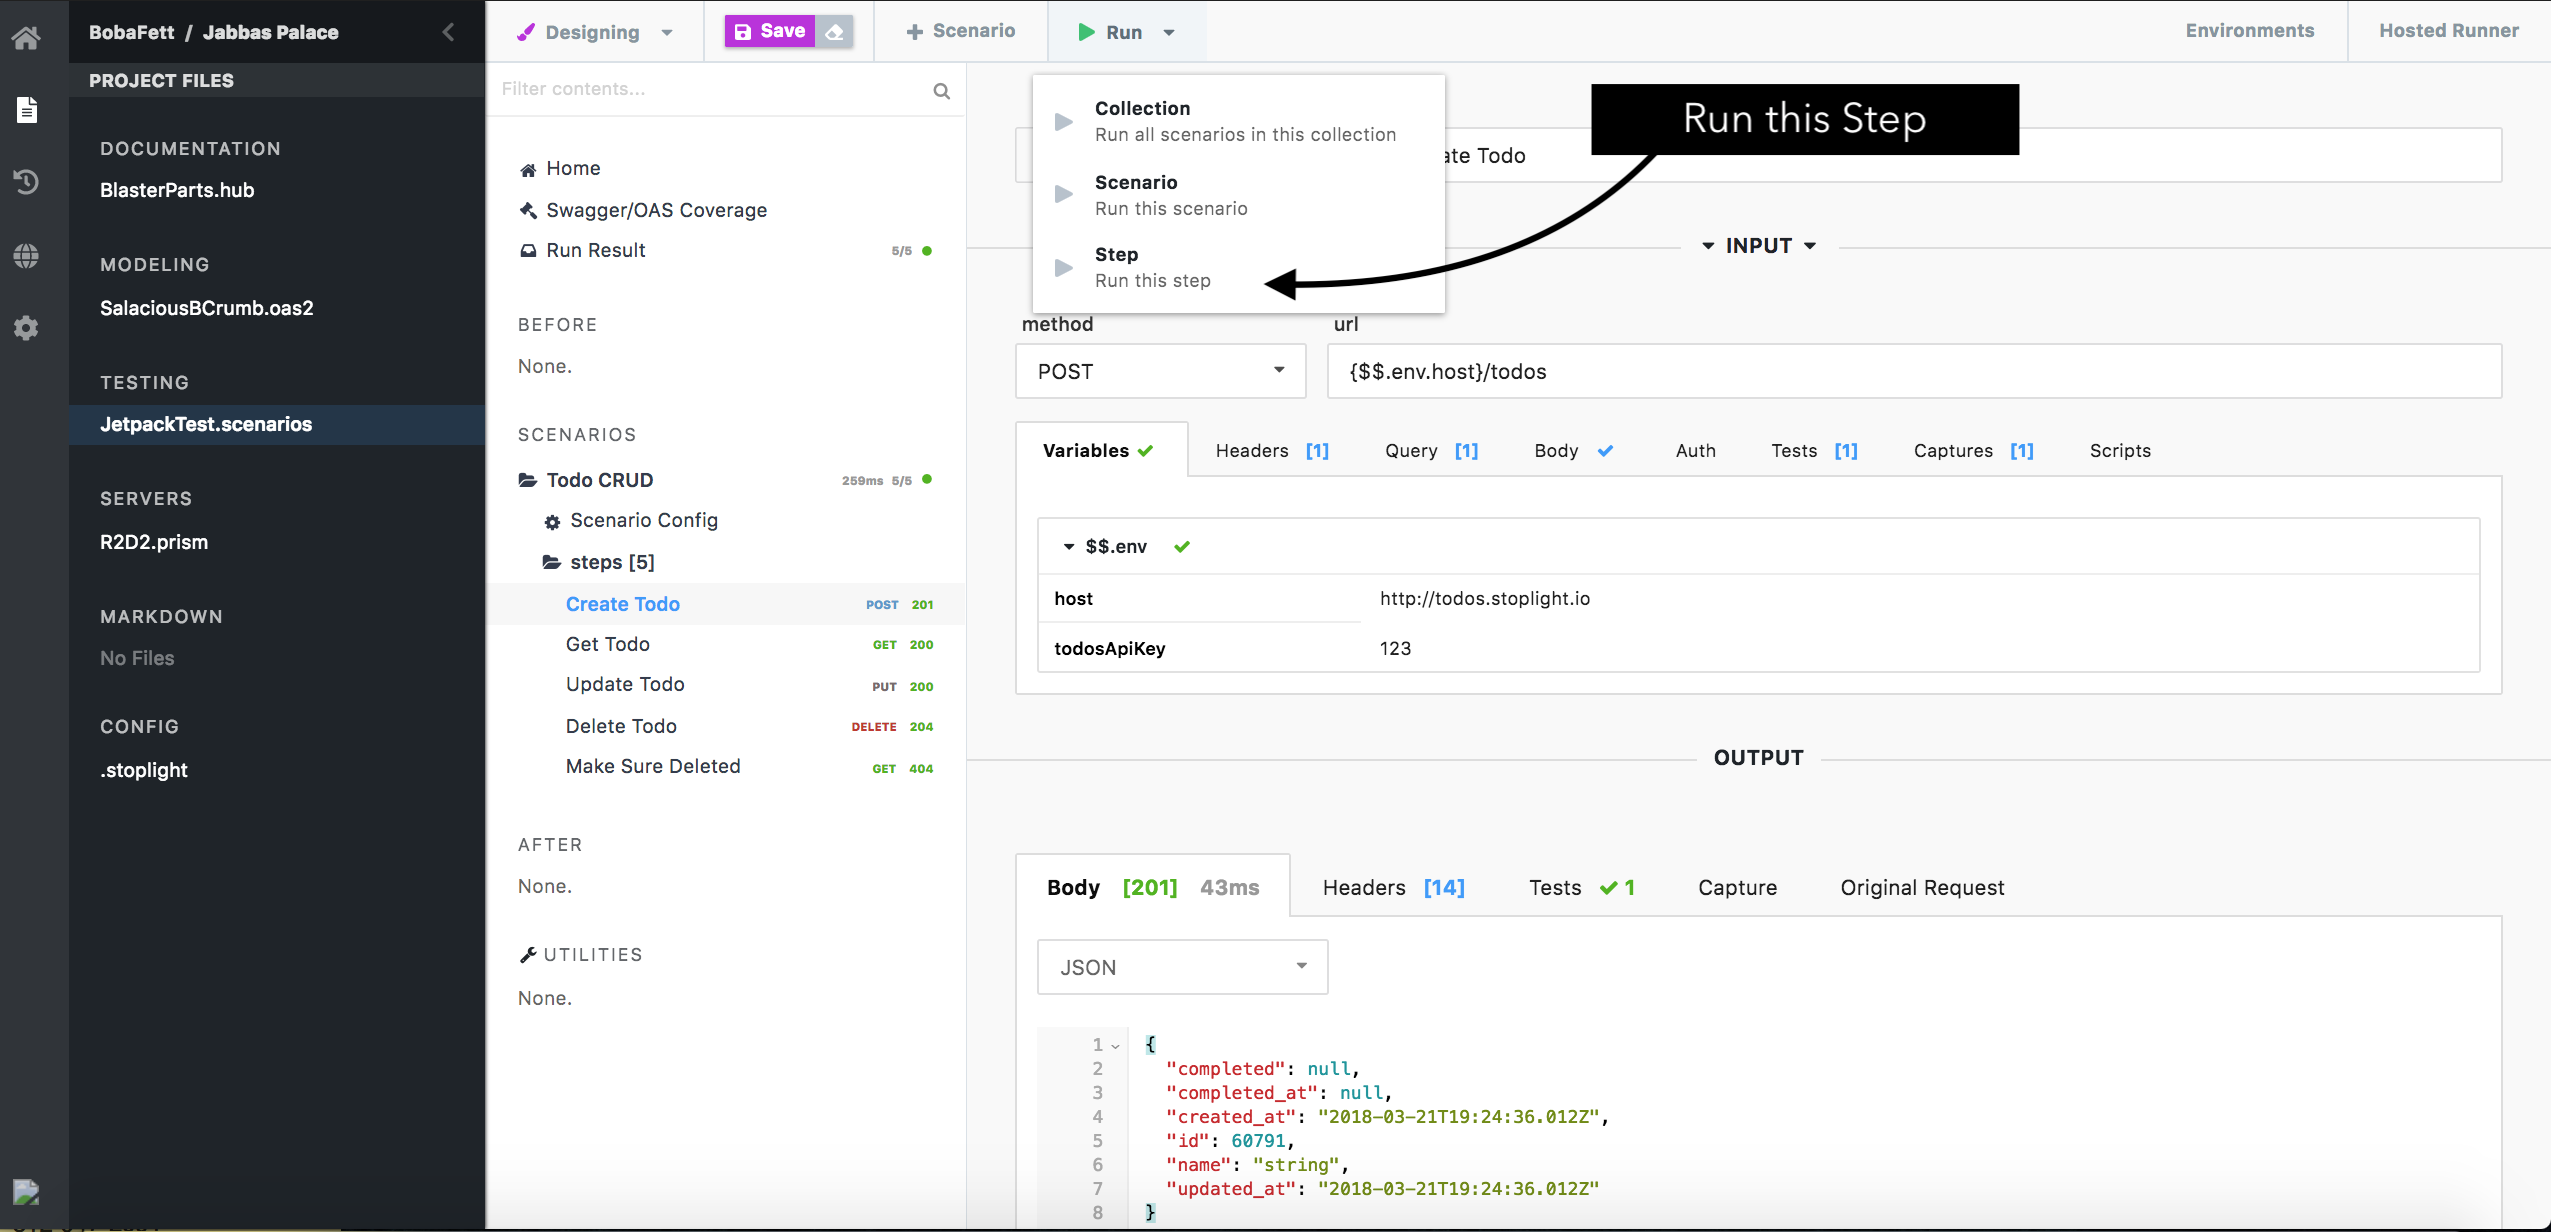 BobaFett / Jabbas Palace
PROJECT FILES
DOCUMENTATION
BlasterParts.hub
MODELING
SalaciousBCrumb.oas2
TESTING
JetpackTest.scenarios
SERVERS
R2D2.prism
MARKDOWN
No Files
CONFIG
.stoplight
Designing
Save
Scenario
Run
Environments
Hosted Runner
Filter contents...
Home
Swagger/OAS Coverage
Run Result 5/5
BEFORE
None.
SCENARIOS
Todo CRUD 259ms 5/5
Scenario Config
steps [5]
Create Todo POST 201
Get Todo GET 200
Update Todo PUT 200
Delete Todo DELETE 204
Make Sure Deleted GET 404
AFTER
None.
UTILITIES
None.
Collection
Run all scenarios in this collection
Scenario
Run this scenario
Step
Run this step
Run this Step
ate Todo
INPUT
method url
POST {$$.env.host}/todos
Variables Headers [1] Query [1] Body Auth Tests [1] Captures [1] Scripts
$$.env
host http://todos.stoplight.io
todosApiKey 123
OUTPUT
Body [201] 43ms Headers [14] Tests 1 Capture Original Request
JSON
1 {
2 "completed": null,
3 "completed_at": null,
4 "created_at": "2018-03-21T19:24:36.012Z",
5 "id": 60791,
6 "name": "string",
7 "updated_at": "2018-03-21T19:24:36.012Z"
8 }